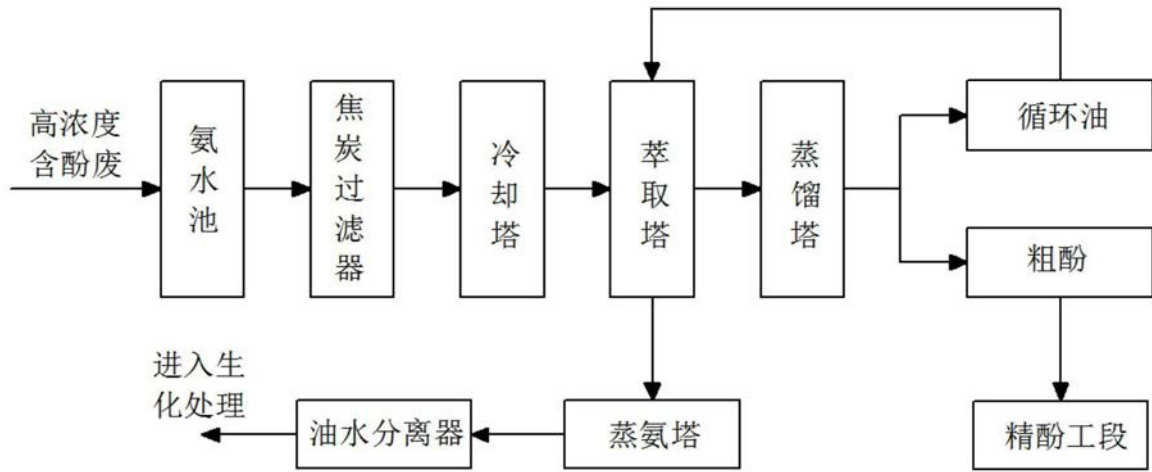 高浓度
含酚废
氨水池
焦炭过滤器
冷却塔
萃取塔
蒸馏塔
循环油
粗酚
进入生
化处理
油水分离器
蒸氨塔
精酚工段